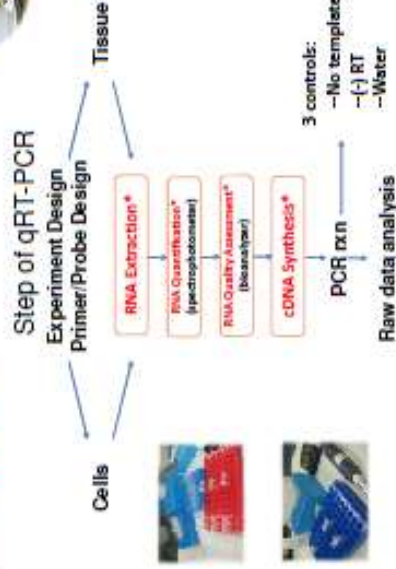 Step of qRT-PCR
Experiment Design
Primer/Probe Design
Cells
Tissue
RNA Extraction*
RNA Quantification*
(spectrophotometer)
RNA Quality Assessment*
(bioanalyzer)
cDNA Synthesis*
PCR rxn
3 controls:
--No template
--(-) RT
--Water
Raw data analysis